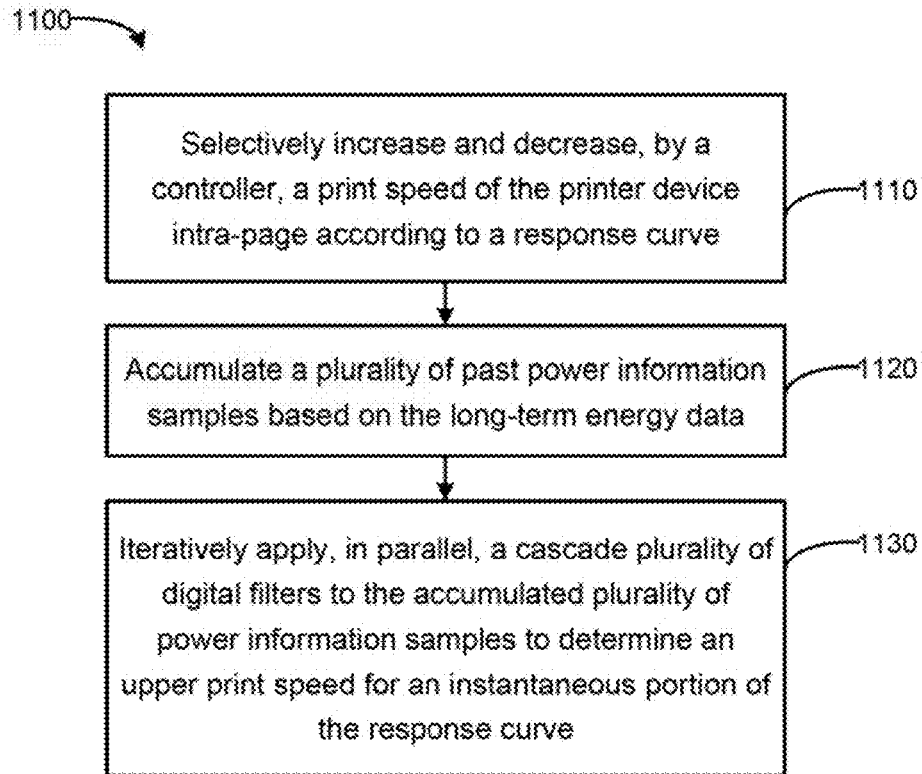 1100
Selectively increase and decrease, by a
controller, a print speed of the printer device
intra-page according to a response curve
1110
Accumulate a plurality of past power information
samples based on the long-term energy data
1120
Iteratively apply, in parallel, a cascade plurality of
digital filters to the accumulated plurality of
power information samples to determine an
upper print speed for an instantaneous portion of
the response curve
1130